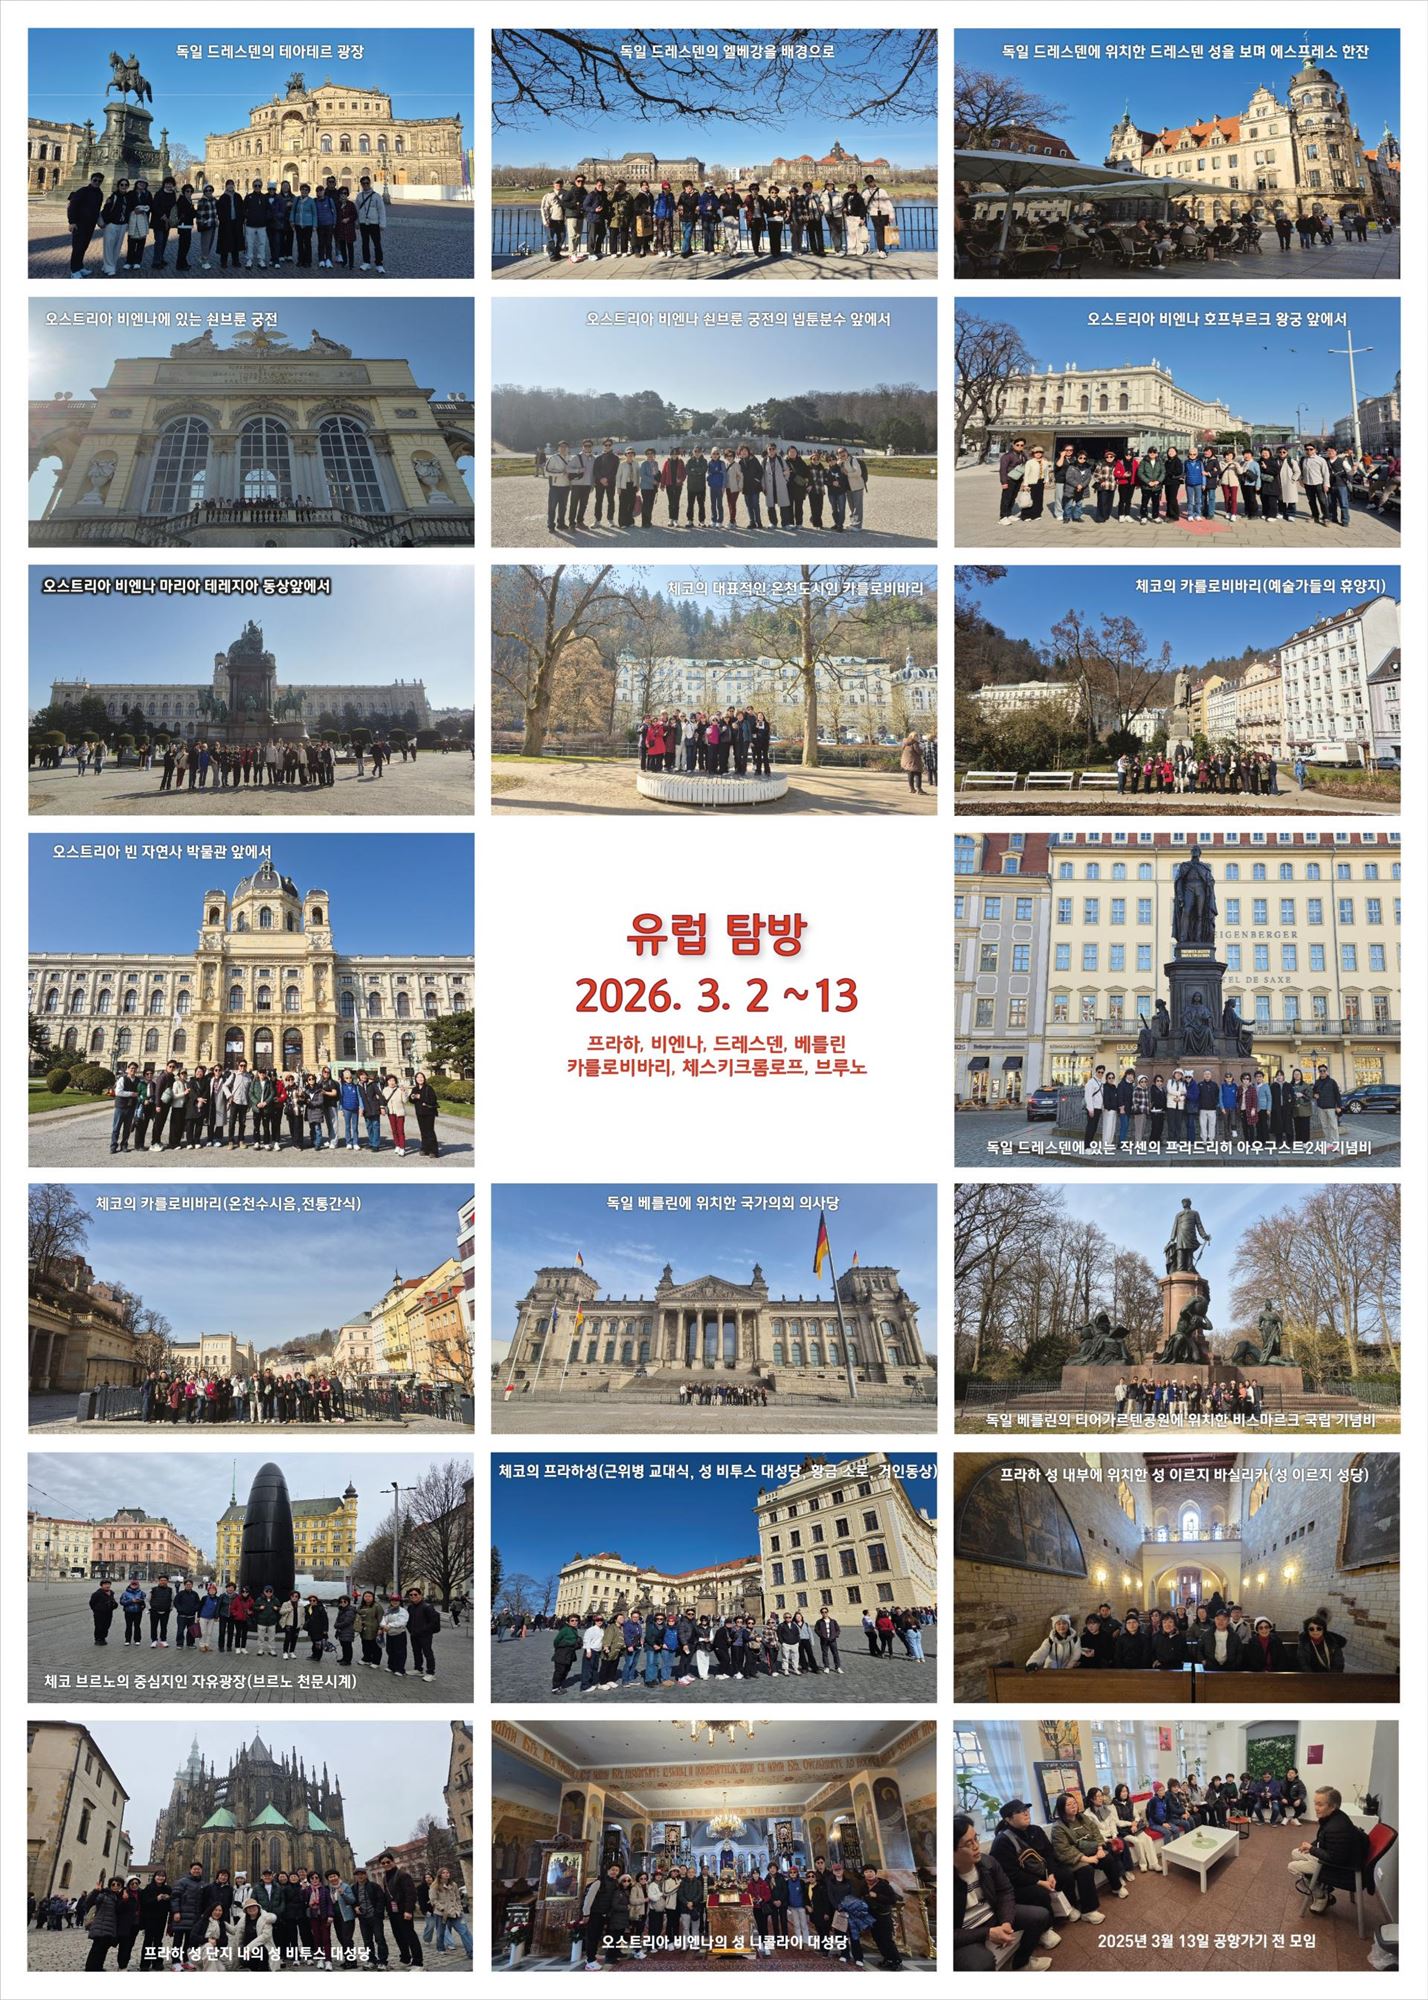 독일 드레스덴의 테아테르 광장
독일 드레스덴의 엘베강을 배경으로
독일 드레스덴에 위치한 드레스덴 성을 보며 에스프레소 한잔
오스트리아 비엔나에 있는 쇤브룬 궁전
오스트리아 비엔나 쇤브룬 궁전의 넵툰분수 앞에서
오스트리아 비엔나 호프부르크 왕궁 앞에서
오스트리아 비엔나 마리아 테레지아 동상앞에서
체코의 대표적인 온천도시인 카를로비바리
체코의 카를로비바리(예술가들의 휴양지)
오스트리아 빈 자연사 박물관 앞에서
유럽 탐방
2026. 3. 2 ~13
프라하, 비엔나, 드레스덴, 베를린
카를로비바리, 체스키크롬로프, 브루노
EIGENBERGER
TEL DE SAXE
독일 드레스덴에 있는 작센의 프리드리히 아우구스트2세 기념비
체코의 카를로비바리(온천수시음,전통간식)
독일 베를린에 위치한 국가의회 의사당
독일 베를린의 티어가르텐공원에 위치한 비스마르크 국립 기념비
체코 브르노의 중심지인 자유광장(브르노 천문시계)
체코의 프라하성(근위병 교대식, 성 비투스 대성당, 황금 소로, 거인동상)
프라하 성 내부에 위치한 성 이르지 바실리카(성 이르지 성당)
프라하 성 단지 내의 성 비투스 대성당
오스트리아 비엔나의 성 니콜라이 대성당
2025년 3월 13일 공항가기 전 모임